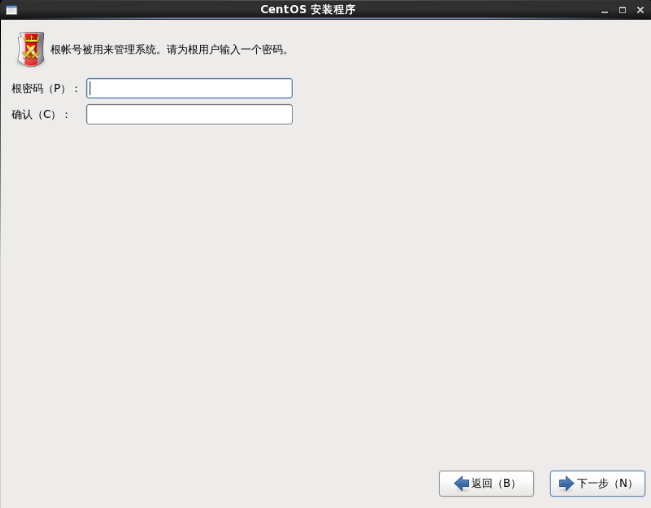 CentOS 安装程序
根帐号被用来管理系统。请为根用户输入一个密码。
根密码（P）：
确认（C）：
返回（B） 下一步（N）